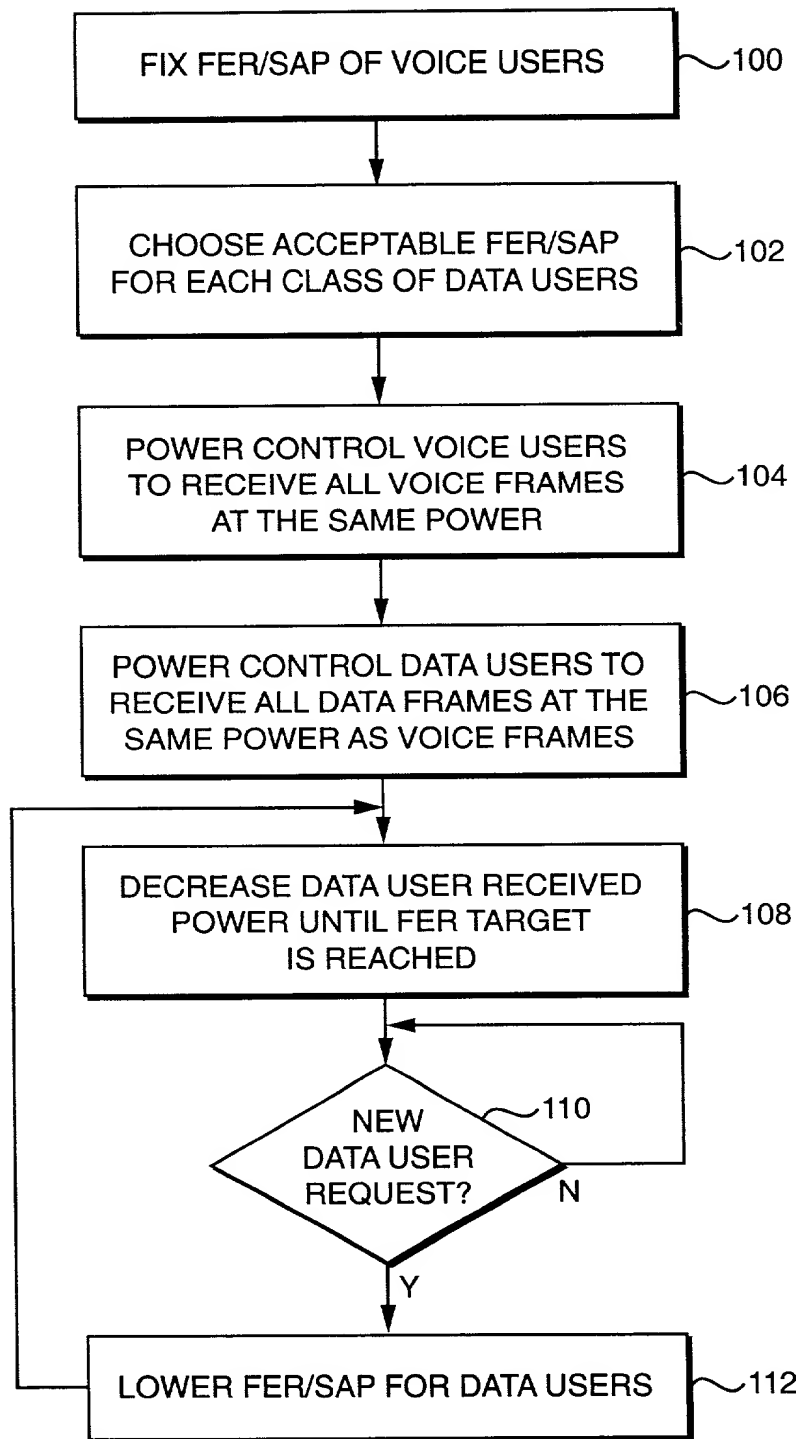 FIX FER/SAP OF VOICE USERS
100
CHOOSE ACCEPTABLE FER/SAP
FOR EACH CLASS OF DATA USERS
102
POWER CONTROL VOICE USERS
TO RECEIVE ALL VOICE FRAMES
AT THE SAME POWER
104
POWER CONTROL DATA USERS TO
RECEIVE ALL DATA FRAMES AT THE
SAME POWER AS VOICE FRAMES
106
DECREASE DATA USER RECEIVED
POWER UNTIL FER TARGET
IS REACHED
108
NEW
DATA USER
REQUEST?
110
N
Y
LOWER FER/SAP FOR DATA USERS
112